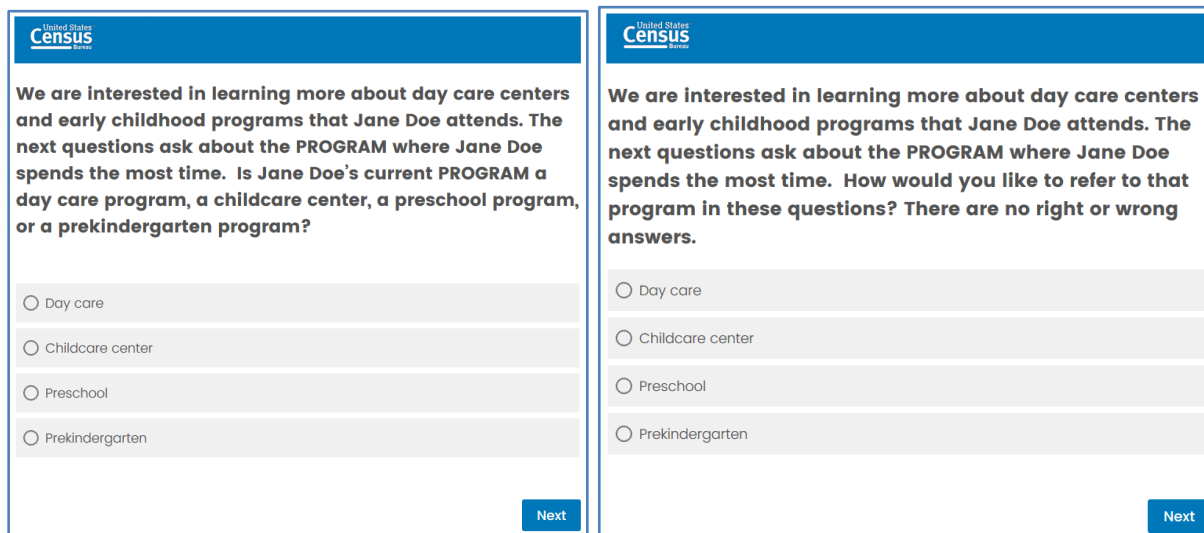 United States
Census
Bureau
We are interested in learning more about day care centers
and early childhood programs that Jane Doe attends. The
next questions ask about the PROGRAM where Jane Doe
spends the most time.  Is Jane Doe's current PROGRAM a
day care program, a childcare center, a preschool program,
or a prekindergarten program?
Day care
Childcare center
Preschool
Prekindergarten
Next
United States
Census
Bureau
We are interested in learning more about day care centers
and early childhood programs that Jane Doe attends. The
next questions ask about the PROGRAM where Jane Doe
spends the most time.  How would you like to refer to that
program in these questions? There are no right or wrong
answers.
Day care
Childcare center
Preschool
Prekindergarten
Next